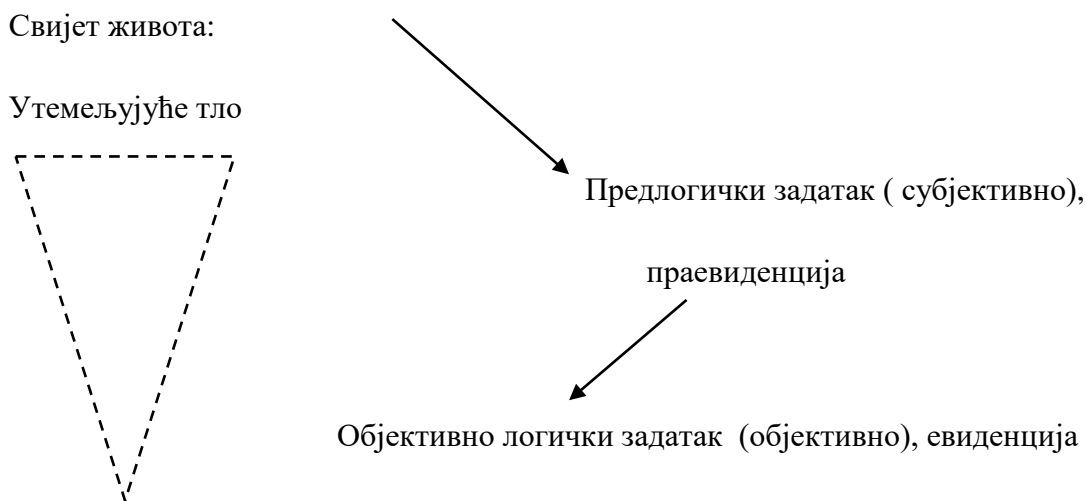 Свијет живота:
Утемељујуће тло
Предлогички задатак ( субјективно),
праевиденција
Објективно логички задатак  (објективно), евиденција